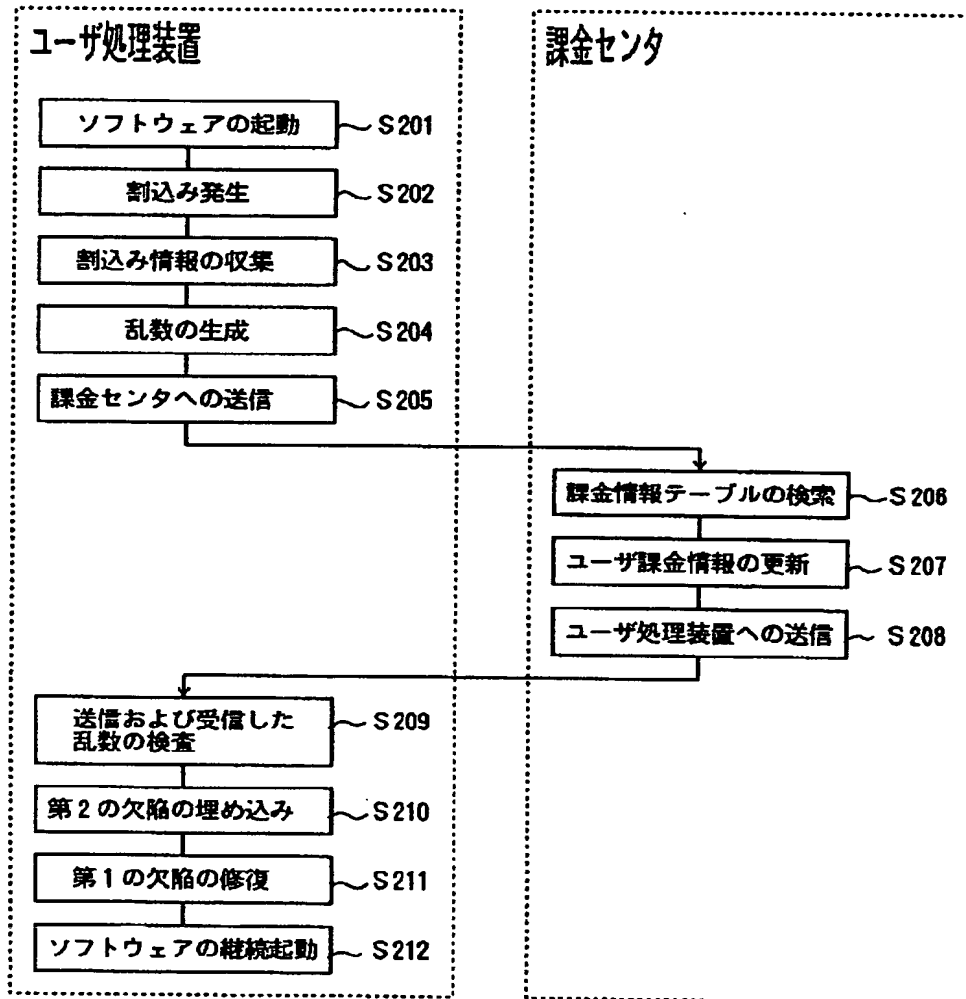 ユーザ処理装置
課金センタ
ソフトウェアの起動
S201
割込み発生
S202
割込み情報の収集
S203
乱数の生成
S204
課金センタへの送信
S205
課金情報テーブルの検索
S206
ユーザ課金情報の更新
S207
ユーザ処理装置への送信
S208
送信および受信した
乱数の検査
S209
第2の欠陥の埋め込み
S210
第1の欠陥の修復
S211
ソフトウェアの継続起動
S212